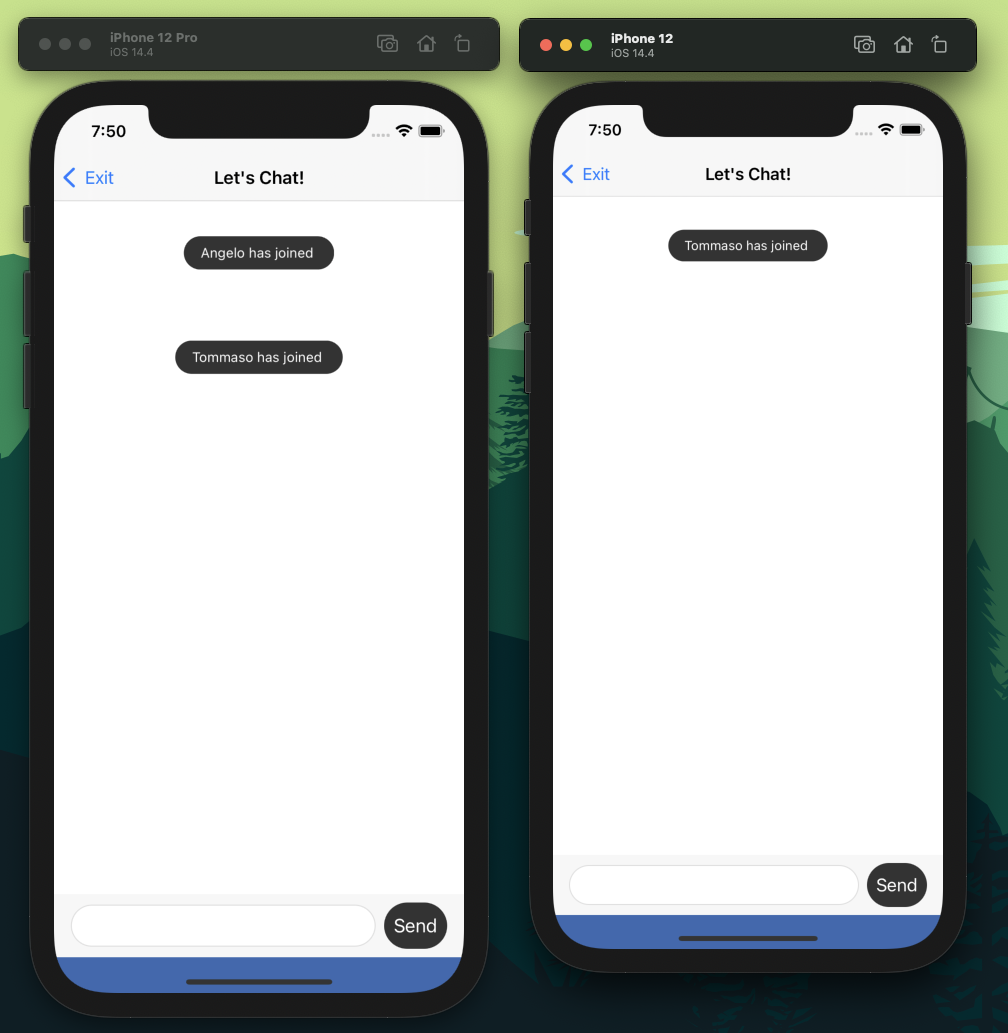 iPhone 12 Pro
iOS 14.4
7:50
Exit
Let's Chat!
Angelo has joined
Tommaso has joined
Send
iPhone 12
iOS 14.4
7:50
Exit
Let's Chat!
Tommaso has joined
Send